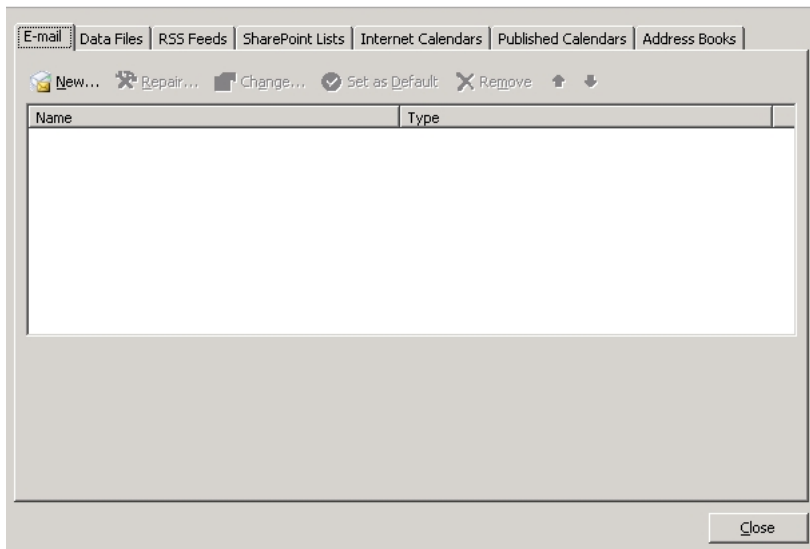 E-mail Data Files RSS Feeds SharePoint Lists Internet Calendars Published Calendars Address Books
New... Repair... Change... Set as Default Remove
Name Type
Close